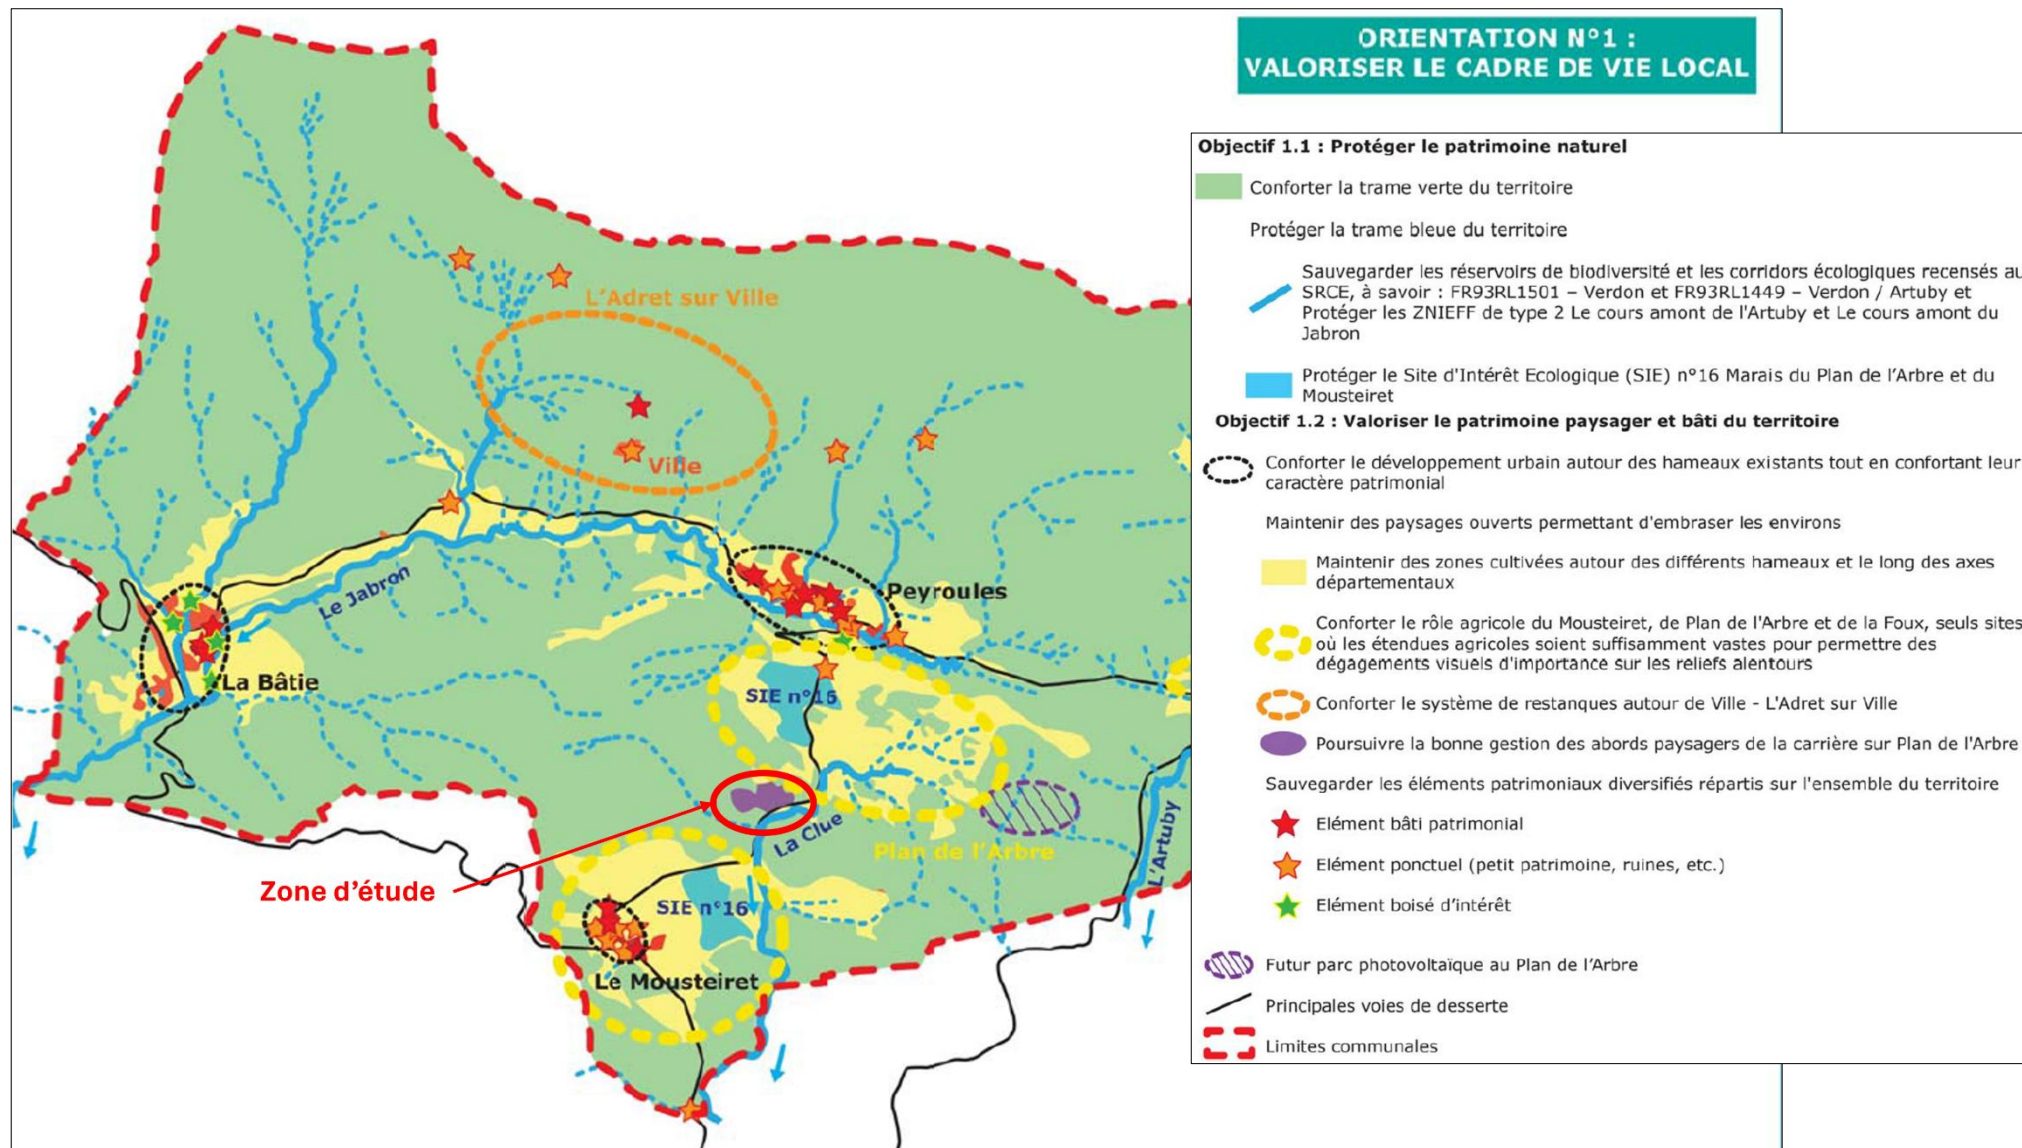 ORIENTATION N°1 :
VALORISER LE CADRE DE VIE LOCAL
Objectif 1.1 : Protéger le patrimoine naturel
Conforter la trame verte du territoire
Protéger la trame bleue du territoire
Sauvegarder les réservoirs de biodiversité et les corridors écologiques recensés au
SRCE, à savoir : FR93RL1501 – Verdon et FR93RL1449 – Verdon / Artuby et
Protéger les ZNIEFF de type 2 Le cours amont de l'Artuby et Le cours amont du
Jabron
Protéger le Site d'Intérêt Ecologique (SIE) n°16 Marais du Plan de l'Arbre et du
Mousteiret
Objectif 1.2 : Valoriser le patrimoine paysager et bâti du territoire
Conforter le développement urbain autour des hameaux existants tout en confortant leur
caractère patrimonial
Maintenir des paysages ouverts permettant d'embraser les environs
Maintenir des zones cultivées autour des différents hameaux et le long des axes
départementaux
Conforter le rôle agricole du Mousteiret, de Plan de l'Arbre et de la Foux, seuls sites
où les étendues agricoles soient suffisamment vastes pour permettre des
dégagements visuels d'importance sur les reliefs alentours
Conforter le système de restanques autour de Ville - L'Adret sur Ville
Poursuivre la bonne gestion des abords paysagers de la carrière sur Plan de l'Arbre
Sauvegarder les éléments patrimoniaux diversifiés répartis sur l'ensemble du territoire
Elément bâti patrimonial
Elément ponctuel (petit patrimoine, ruines, etc.)
Elément boisé d'intérêt
Futur parc photovoltaïque au Plan de l'Arbre
Principales voies de desserte
Limites communales
L'Adret sur Ville
Ville
Le Jabron
Peyroules
La Bâtie
SIE n°15
La Clue
Plan de l'Arbre
L'Artuby
Zone d'étude
SIE n°16
Le Mousteiret